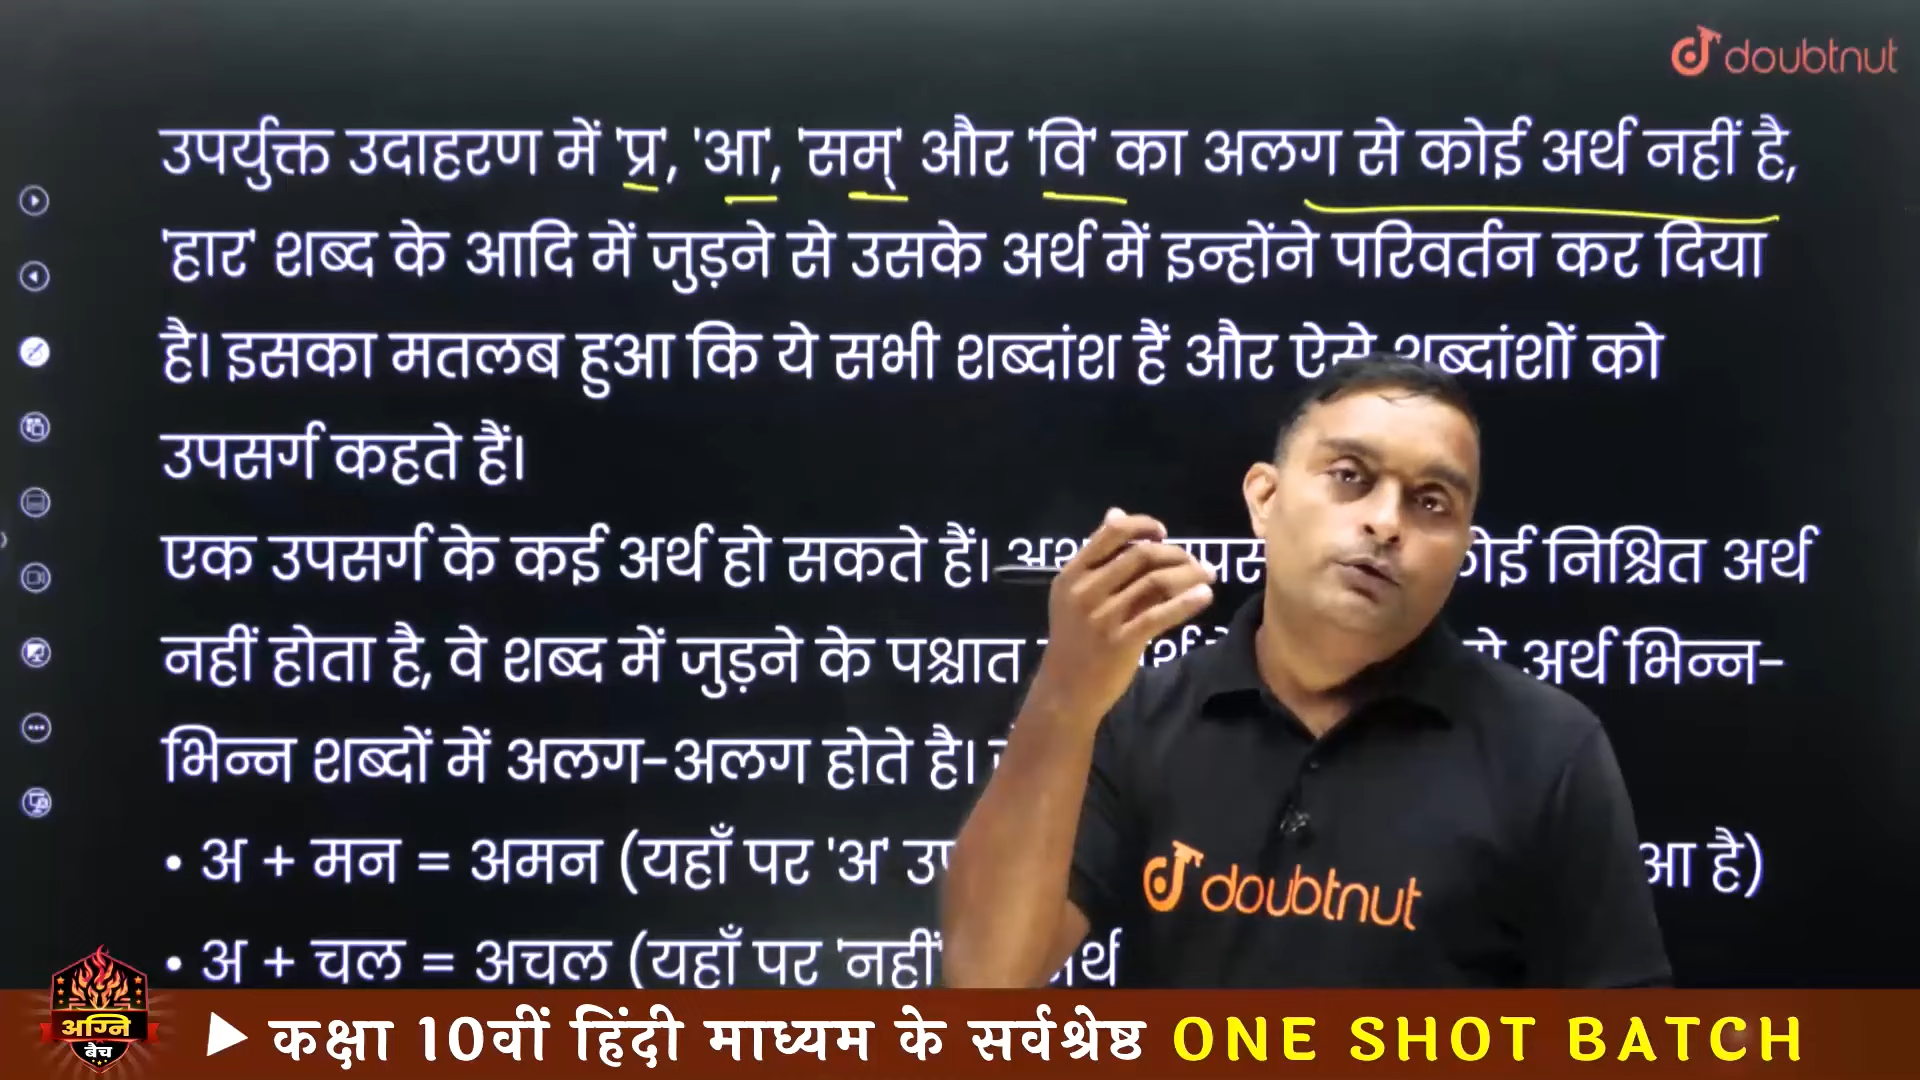 doubtnut
उपर्युक्त उदाहरण में 'प्र', 'आ', 'सम्' और 'वि' का अलग से कोई अर्थ नहीं है,
'हार' शब्द के आदि में जुड़ने से उसके अर्थ में इन्होंने परिवर्तन कर दिया
है। इसका मतलब हुआ कि ये सभी शब्दांश हैं और ऐसे शब्दांशों को
उपसर्ग कहते हैं।
एक उपसर्ग के कई अर्थ हो सकते हैं। निश्चित अर्थ
नहीं होता है, वे शब्द में जुड़ने के पश्चात अर्थ भिन्न-
भिन्न शब्दों में अलग-अलग होते है।
• अ + मन = अमन (यहाँ पर 'अ' है)
• अ + चल = अचल (यहाँ पर 'नहीं'
doubtnut
अग्नि
बैच
कक्षा 10वीं हिंदी माध्यम के सर्वश्रेष्ठ ONE SHOT BATCH